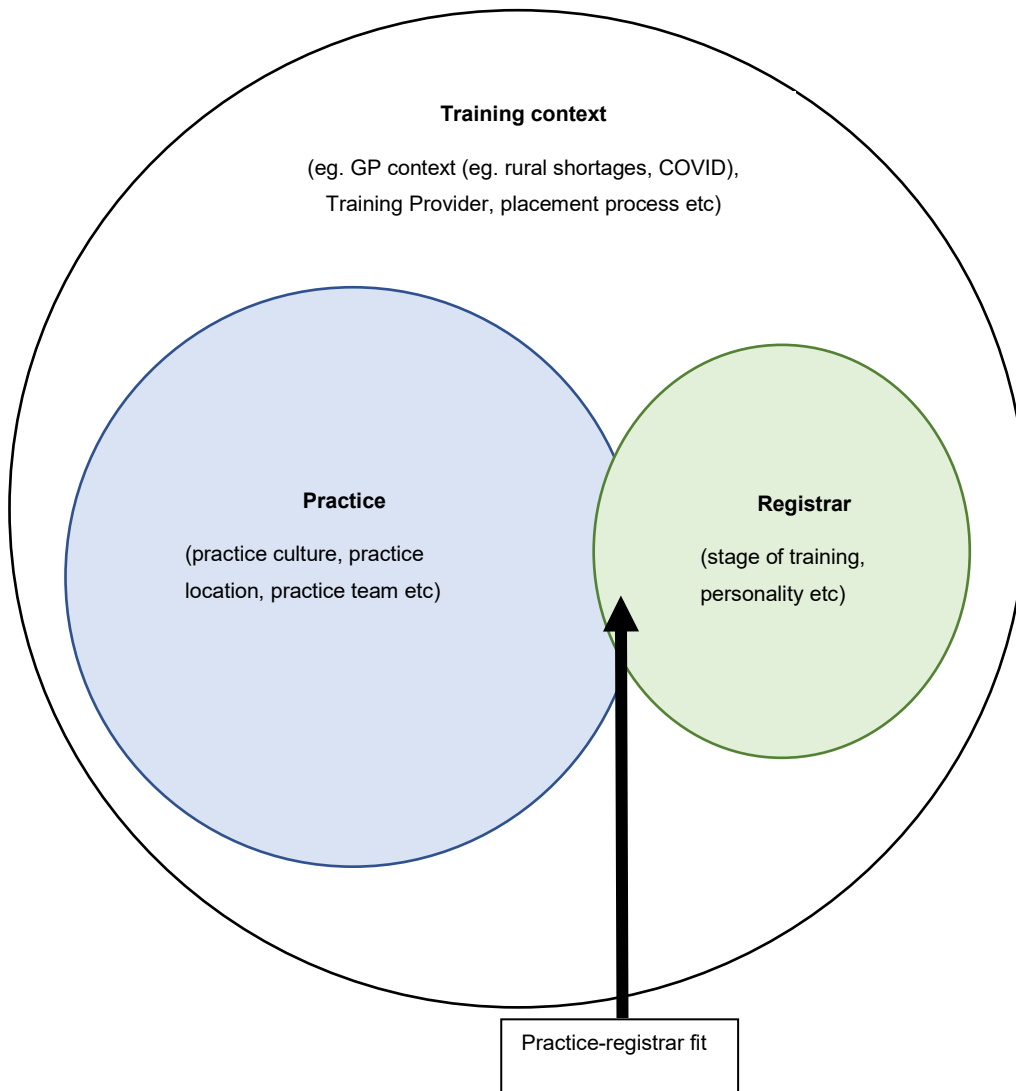 Training context
(eg. GP context (eg. rural shortages, COVID),
Training Provider, placement process etc)
Practice
(practice culture, practice
location, practice team etc)
Registrar
(stage of training,
personality etc)
Practice-registrar fit